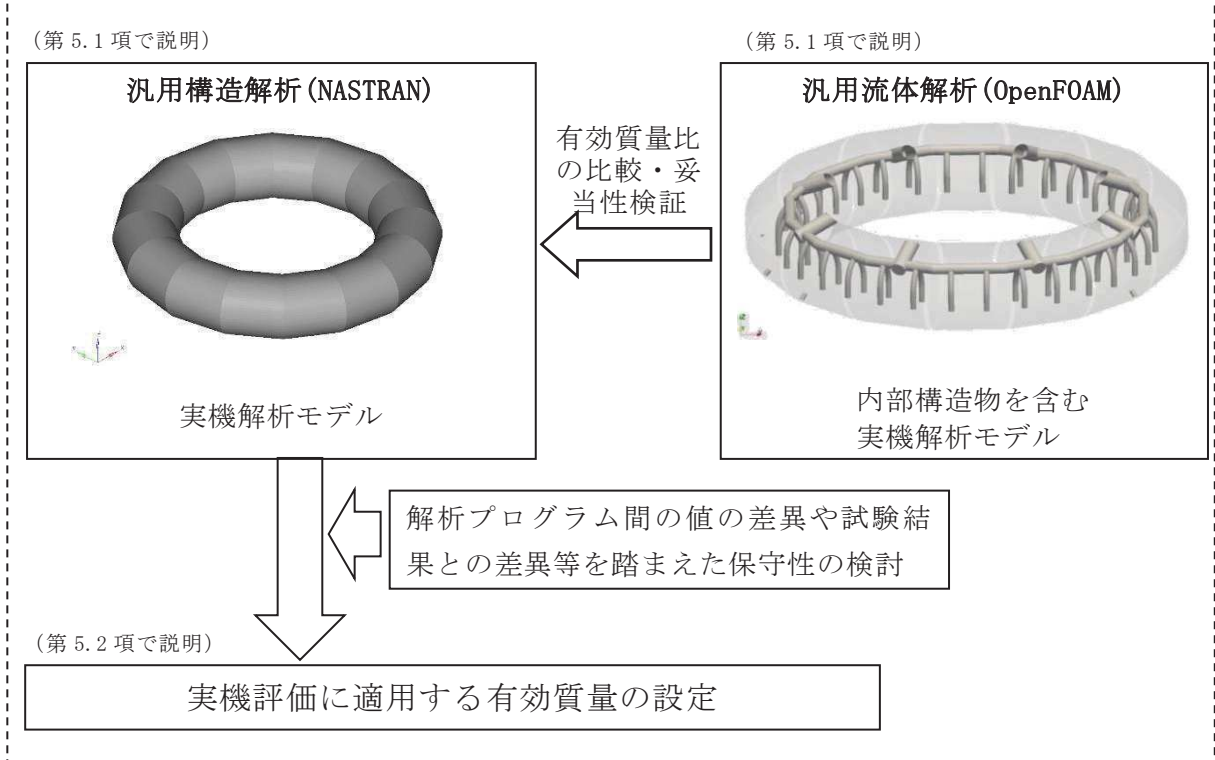 (第 5.1 項で説明)
汎用構造解析(NASTRAN)
実機解析モデル
有効質量比
の比較・妥
当性検証
(第 5.1 項で説明)
汎用流体解析(OpenFOAM)
内部構造物を含む
実機解析モデル
解析プログラム間の値の差異や試験結
果との差異等を踏まえた保守性の検討
(第 5.2 項で説明)
実機評価に適用する有効質量の設定